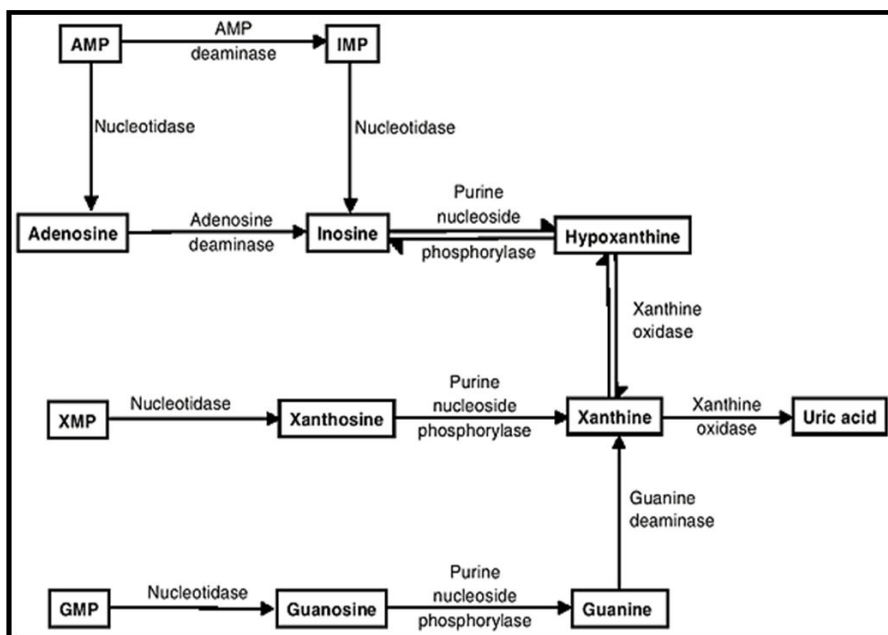 AMP
AMP
deaminase
IMP
Nucleotidase
Nucleotidase
Adenosine
Adenosine
deaminase
Inosine
Purine
nucleoside
phosphorylase
Hypoxanthine
Xanthine
oxidase
XMP
Nucleotidase
Xanthosine
Purine
nucleoside
phosphorylase
Xanthine
Xanthine
oxidase
Uric acid
Guanine
deaminase
GMP
Nucleotidase
Guanosine
Purine
nucleoside
phosphorylase
Guanine